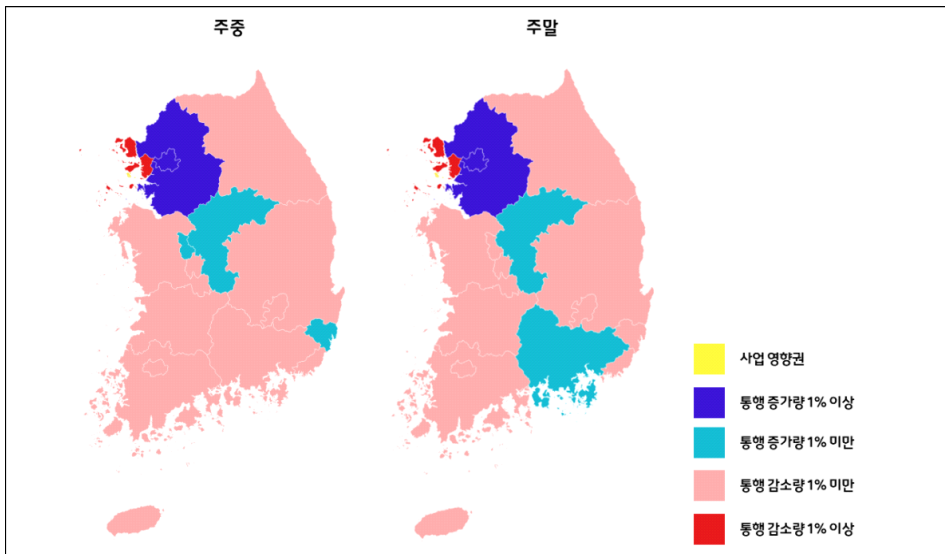 주중
주말
사업 영향권
통행 증가량 1% 이상
통행 증가량 1% 미만
통행 감소량 1% 미만
통행 감소량 1% 이상